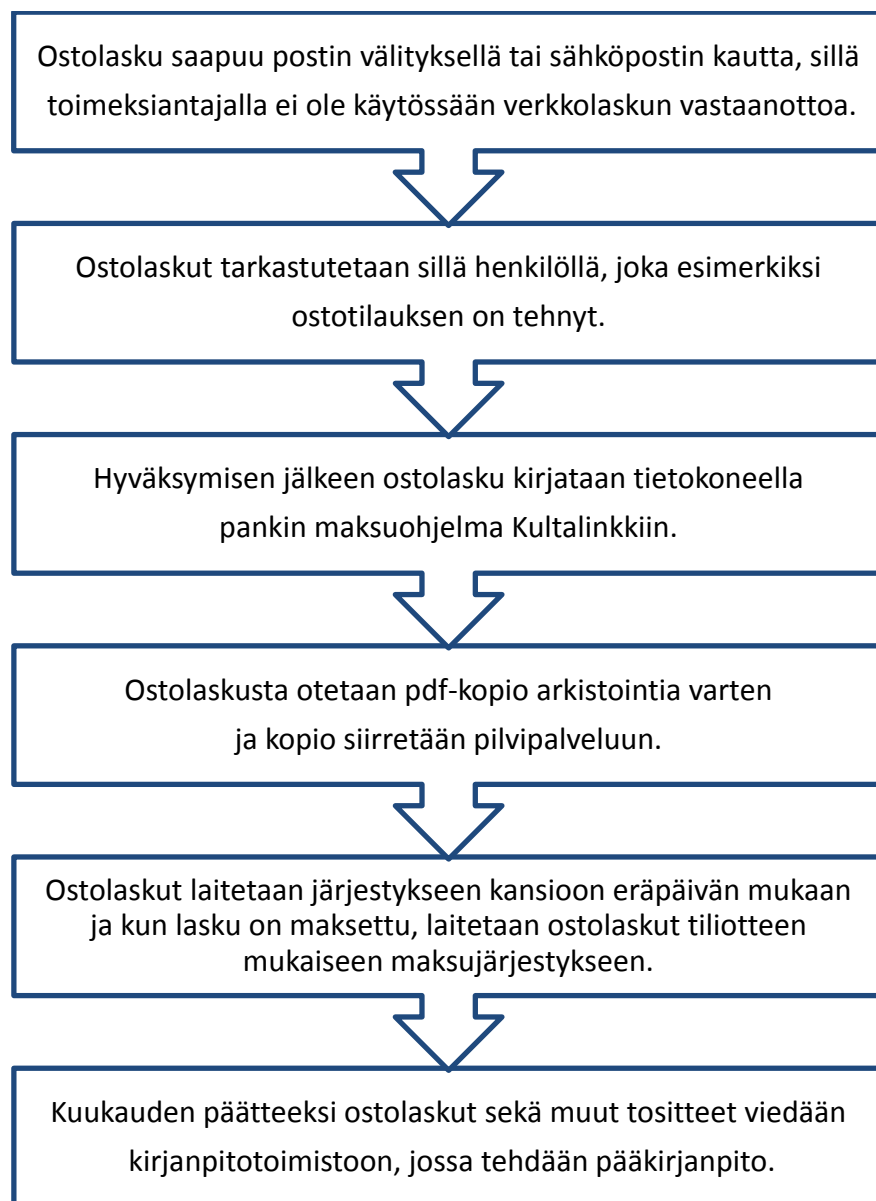 Ostolasku saapuu postin välityksellä tai sähköpostin kautta, sillä
toimeksiantajalla ei ole käytössään verkkolaskun vastaanottoa.
Ostolaskut tarkastutetaan sillä henkilöllä, joka esimerkiksi
ostotilauksen on tehnyt.
Hyväksymisen jälkeen ostolasku kirjataan tietokoneella
pankin maksuohjelma Kultalinkkiin.
Ostolaskusta otetaan pdf-kopio arkistointia varten
ja kopio siirretään pilvipalveluun.
Ostolaskut laitetaan järjestykseen kansioon eräpäivän mukaan
ja kun lasku on maksettu, laitetaan ostolaskut tiliotteen
mukaiseen maksujärjestykseen.
Kuukauden päätteeksi ostolaskut sekä muut tositteet viedään
kirjanpitotoimistoon, jossa tehdään pääkirjanpito.